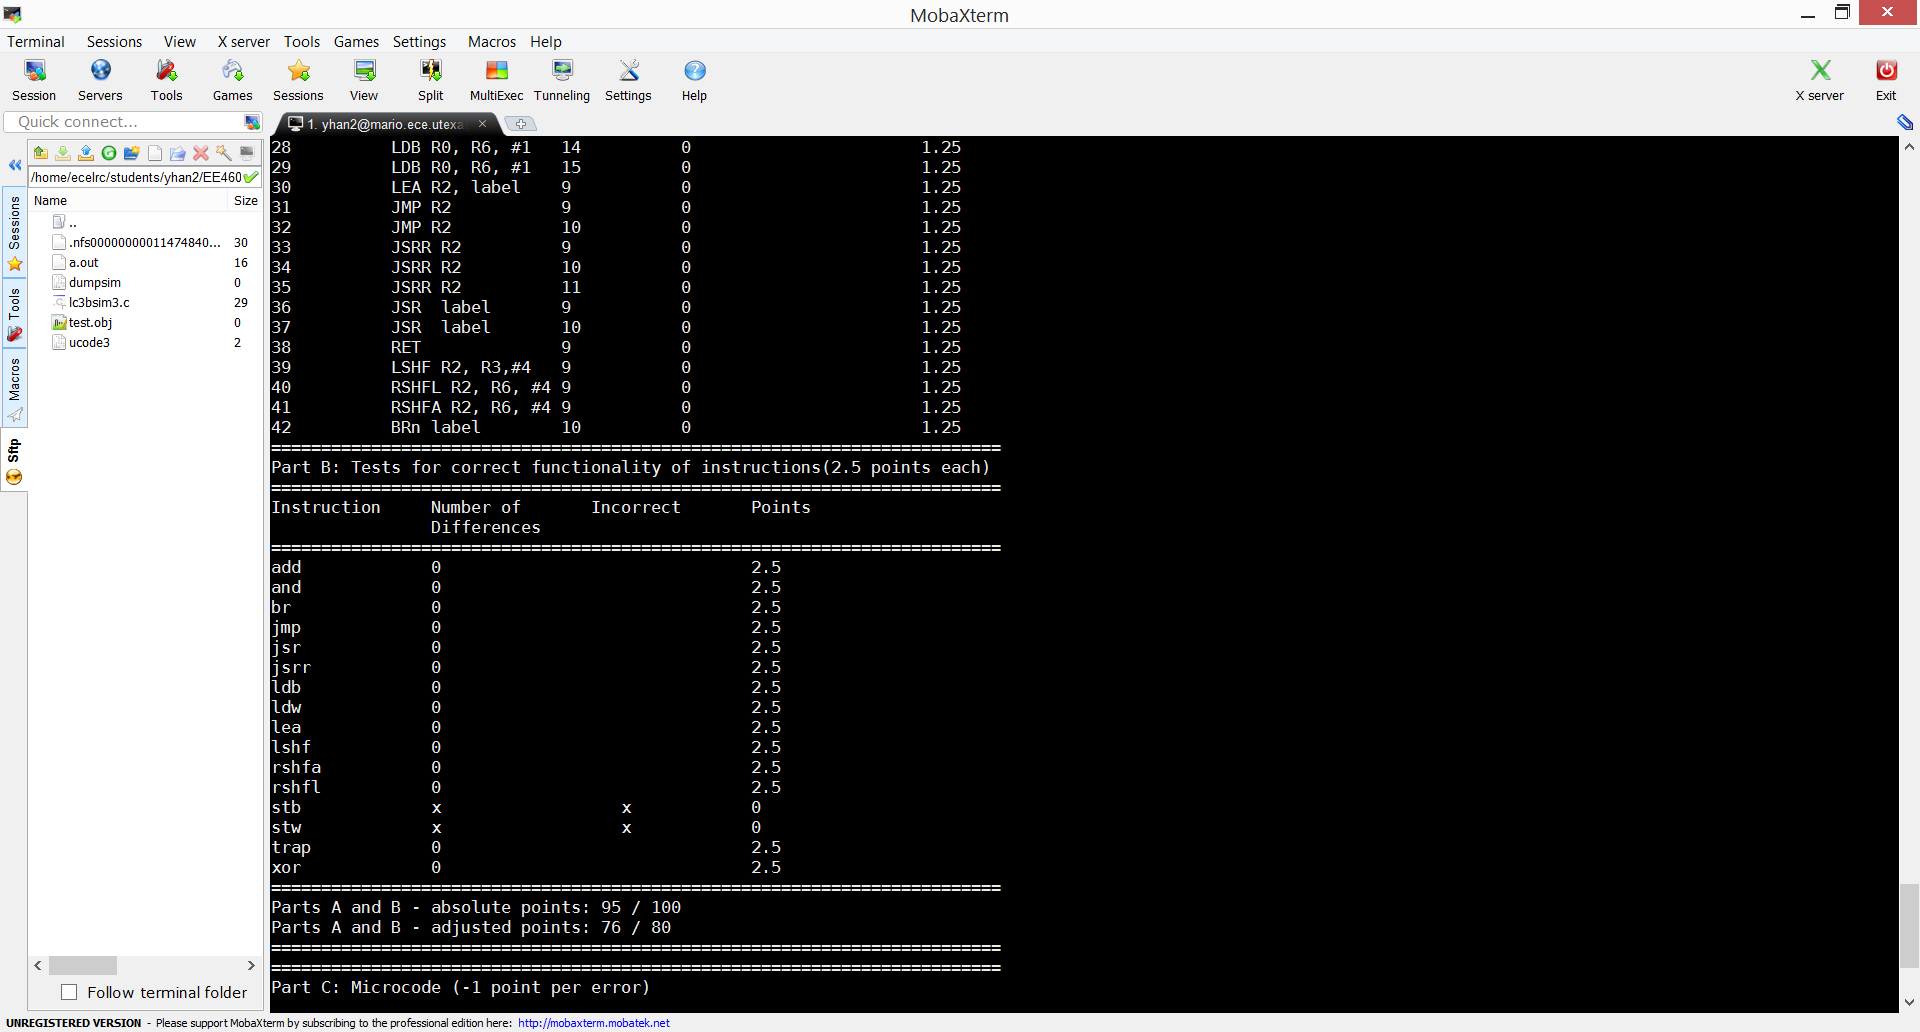 MobaXterm
Terminal Sessions View X server Tools Games Settings Macros Help
Session Servers Tools Games Sessions View Split MultiExec Tunneling Settings Help X server Exit
Quick connect...
1. yhan2@mario.ece.utexa
/home/ecelrc/students/yhan2/EE460
Name Size
..
.nfs00000000011474840... 30
a.out 16
dumpsim 0
lc3bsim3.c 29
test.obj 0
ucode3 2
Sessions
Tools
Macros
Sftp
28 LDB R0, R6, #1 14 0 1.25
29 LDB R0, R6, #1 15 0 1.25
30 LEA R2, label 9 0 1.25
31 JMP R2 9 0 1.25
32 JMP R2 10 0 1.25
33 JSRR R2 9 0 1.25
34 JSRR R2 10 0 1.25
35 JSRR R2 11 0 1.25
36 JSR label 9 0 1.25
37 JSR label 10 0 1.25
38 RET 9 0 1.25
39 LSHF R2, R3,#4 9 0 1.25
40 RSHFL R2, R6, #4 9 0 1.25
41 RSHFA R2, R6, #4 9 0 1.25
42 BRn label 10 0 1.25
=========================================================================
Part B: Tests for correct functionality of instructions(2.5 points each)
=========================================================================
Instruction Number of Incorrect Points
Differences
=========================================================================
add 0 2.5
and 0 2.5
br 0 2.5
jmp 0 2.5
jsr 0 2.5
jsrr 0 2.5
ldb 0 2.5
ldw 0 2.5
lea 0 2.5
lshf 0 2.5
rshfa 0 2.5
rshfl 0 2.5
stb x x 0
stw x x 0
trap 0 2.5
xor 0 2.5
=========================================================================
Parts A and B - absolute points: 95 / 100
Parts A and B - adjusted points: 76 / 80
=========================================================================
=========================================================================
Part C: Microcode (-1 point per error)
Follow terminal folder
UNREGISTERED VERSION - Please support MobaXterm by subscribing to the professional edition here: http://mobaxterm.mobatek.net